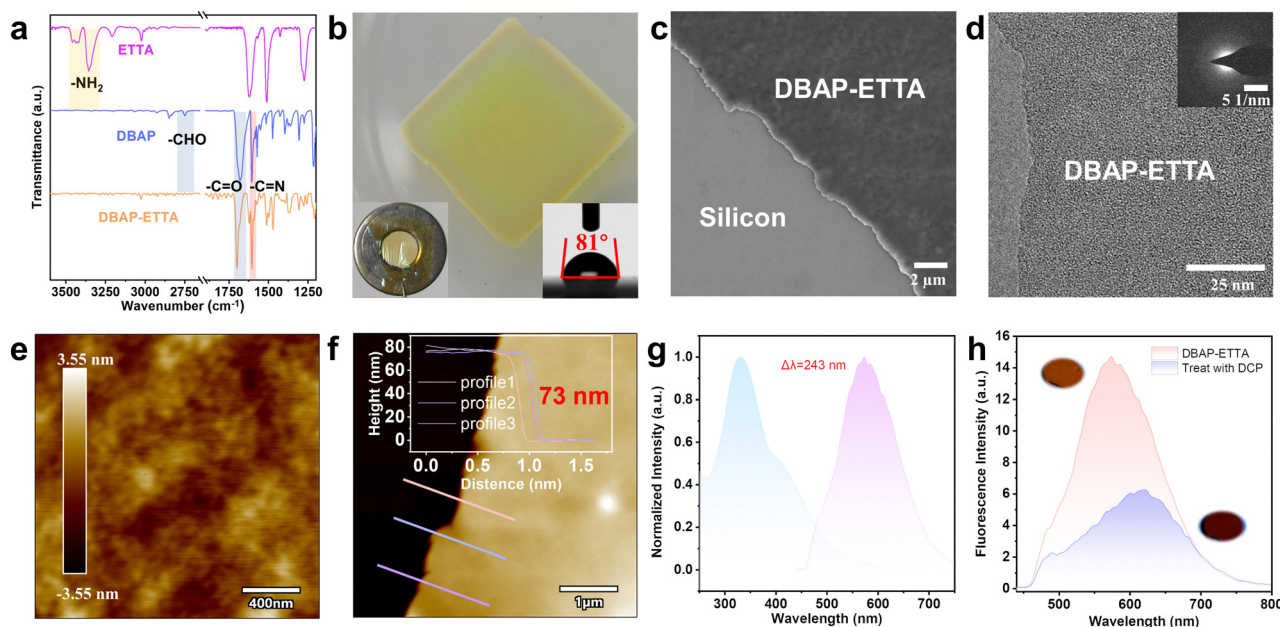 a
ETTA
-NH2
DBAP
-CHO
-C=O
-C=N
DBAP-ETTA
Transmittance (a.u.)
3500
3250
3000
2750
1750
1500
1250
Wavenumber (cm-1)
b
81°
c
DBAP-ETTA
Silicon
2 μm
d
5 1/nm
DBAP-ETTA
25 nm
e
3.55 nm
-3.55 nm
400nm
f
Height (nm)
80
60
40
20
0
profile1
profile2
profile3
73 nm
0.0
0.5
1.0
1.5
Distence (nm)
1μm
g
Δλ=243 nm
Normalized Intensity (a.u.)
1.0
0.8
0.6
0.4
0.2
0.0
300
400
500
600
700
Wavelength (nm)
h
DBAP-ETTA
Treat with DCP
Fluorescence Intensity (a.u.)
16
14
12
10
8
6
4
2
0
500
600
700
800
Wavelength (nm)